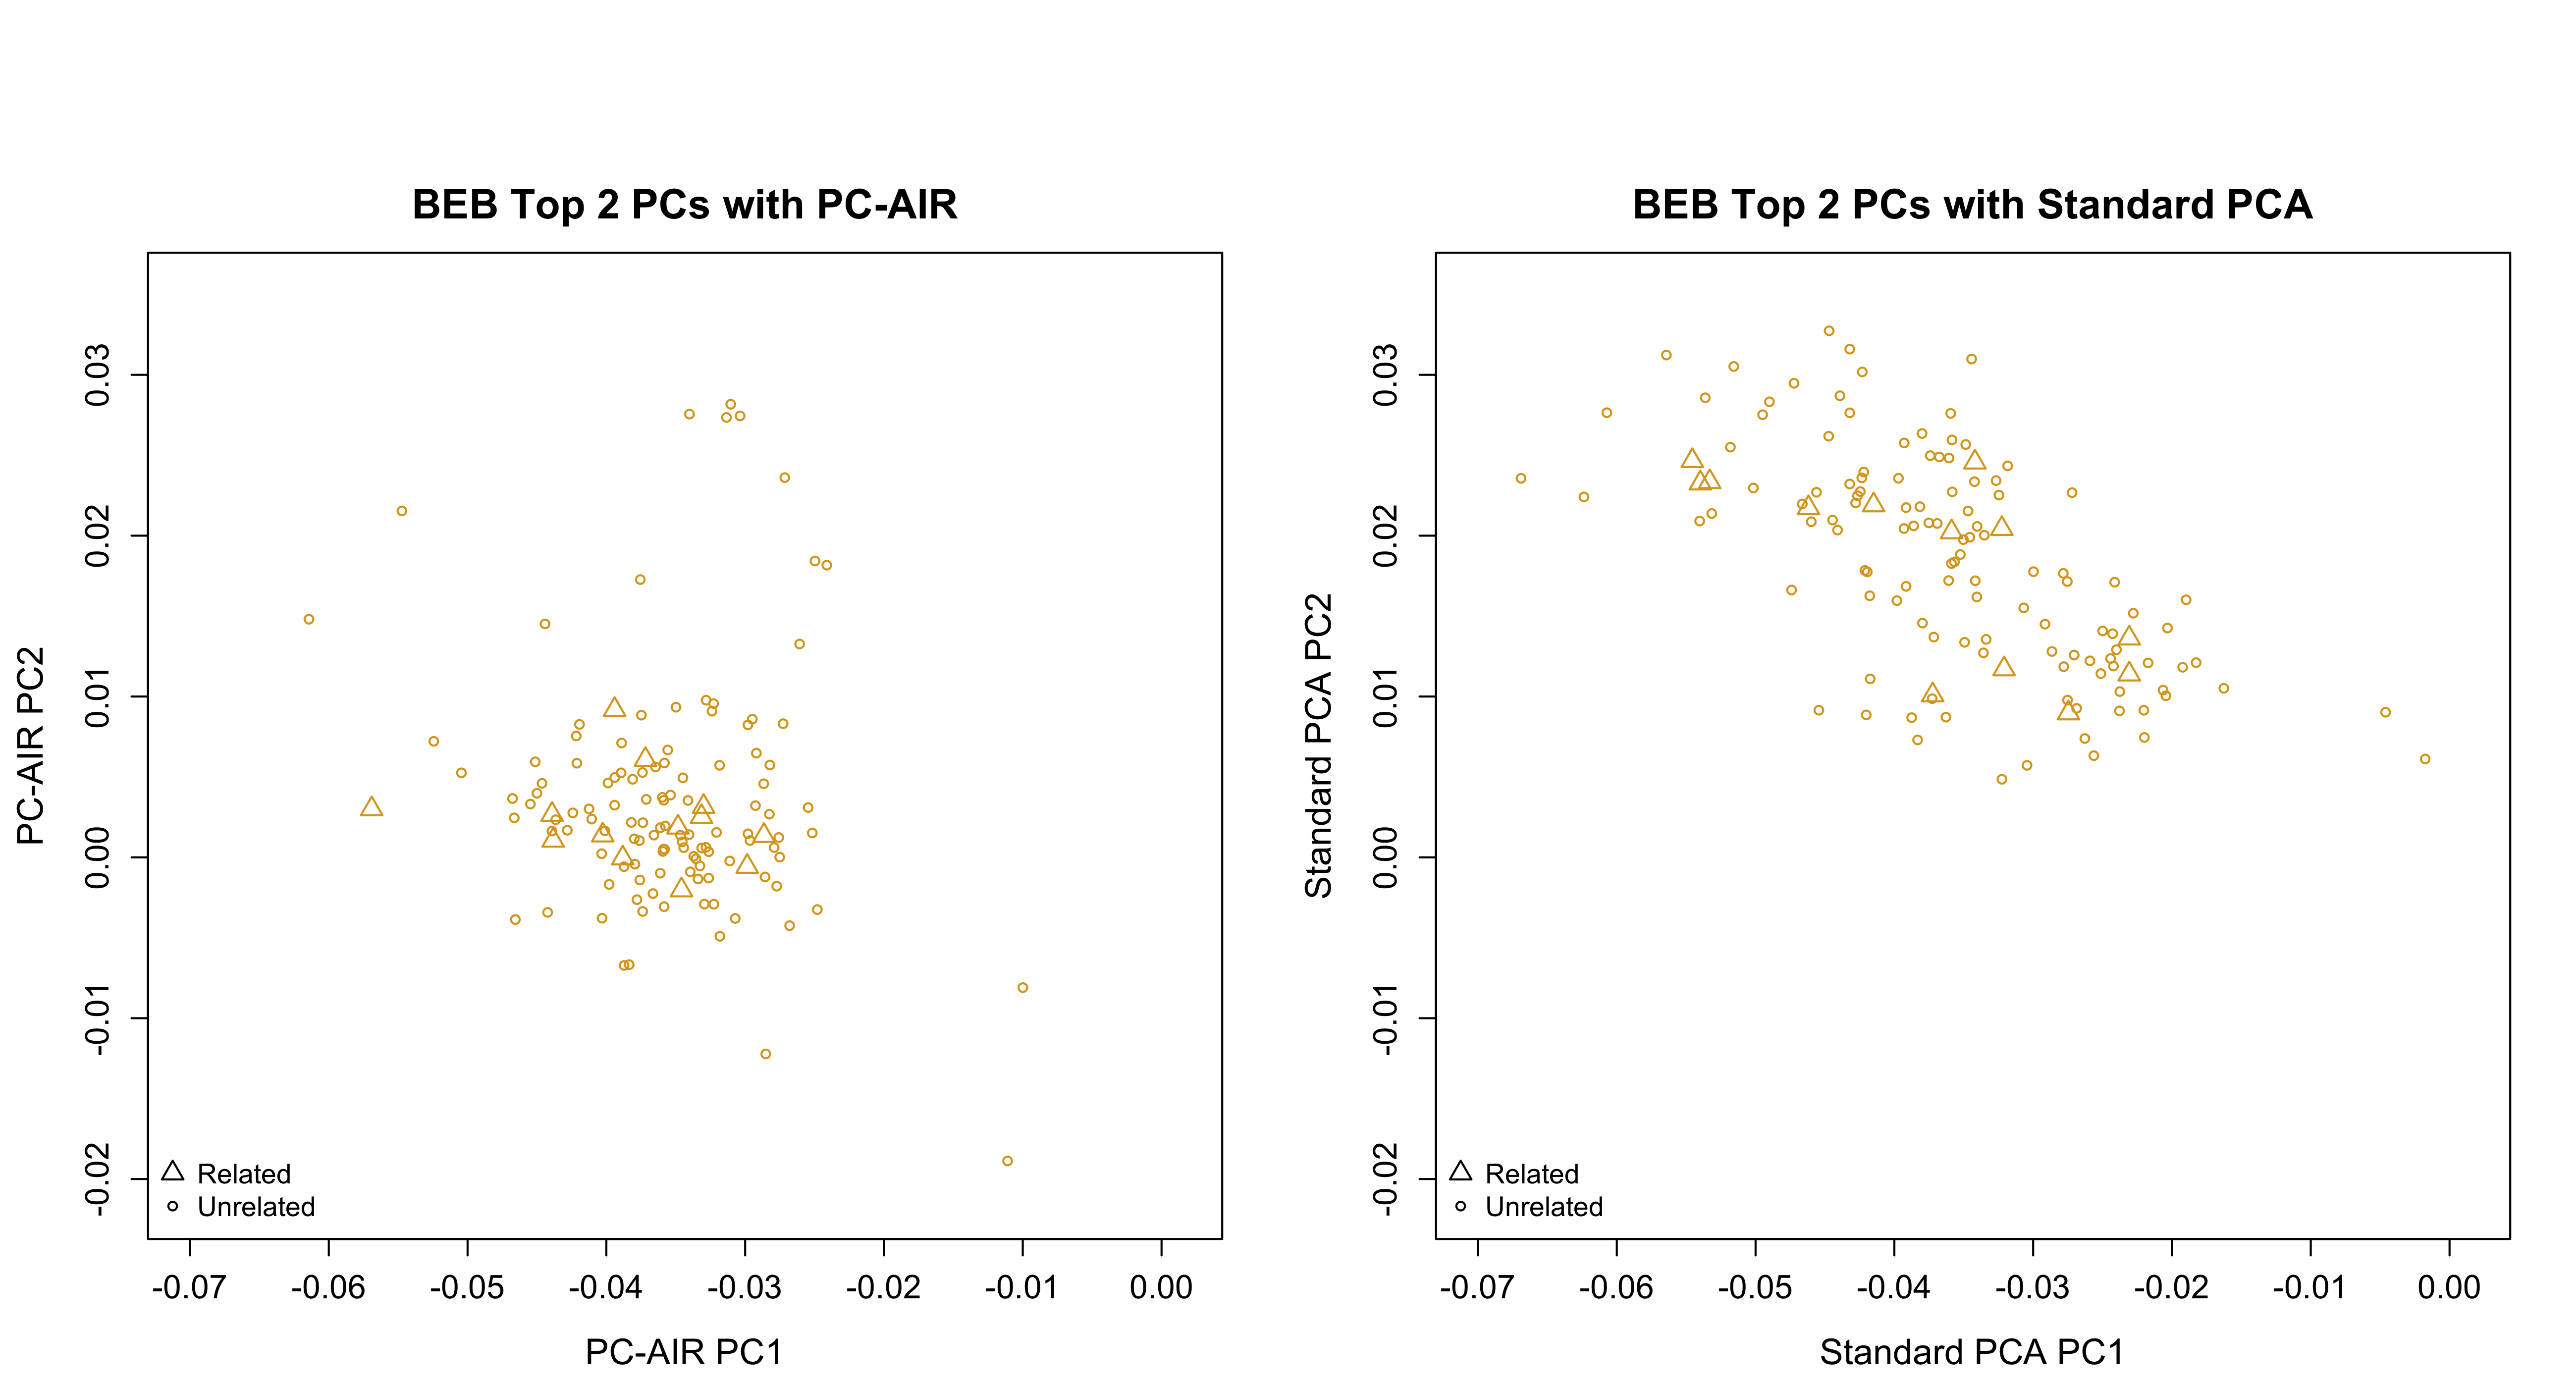 BEB Top 2 PCs with PC-AIR
PC-AIR PC2
0.03
0.02
0.01
0.00
-0.01
-0.02
Related
Unrelated
-0.07 -0.06 -0.05 -0.04 -0.03 -0.02 -0.01 0.00
PC-AIR PC1
BEB Top 2 PCs with Standard PCA
Standard PCA PC2
0.03
0.02
0.01
0.00
-0.01
-0.02
Related
Unrelated
-0.07 -0.06 -0.05 -0.04 -0.03 -0.02 -0.01 0.00
Standard PCA PC1